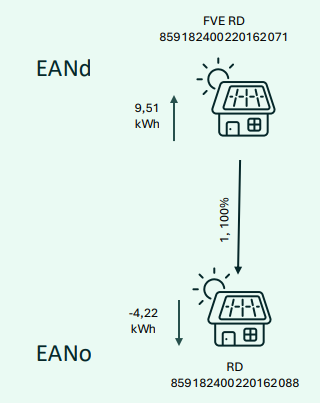 FVE RD
859182400220162071
EANd
9,51
kWh
1, 100%
-4,22
kWh
EANo
RD
859182400220162088